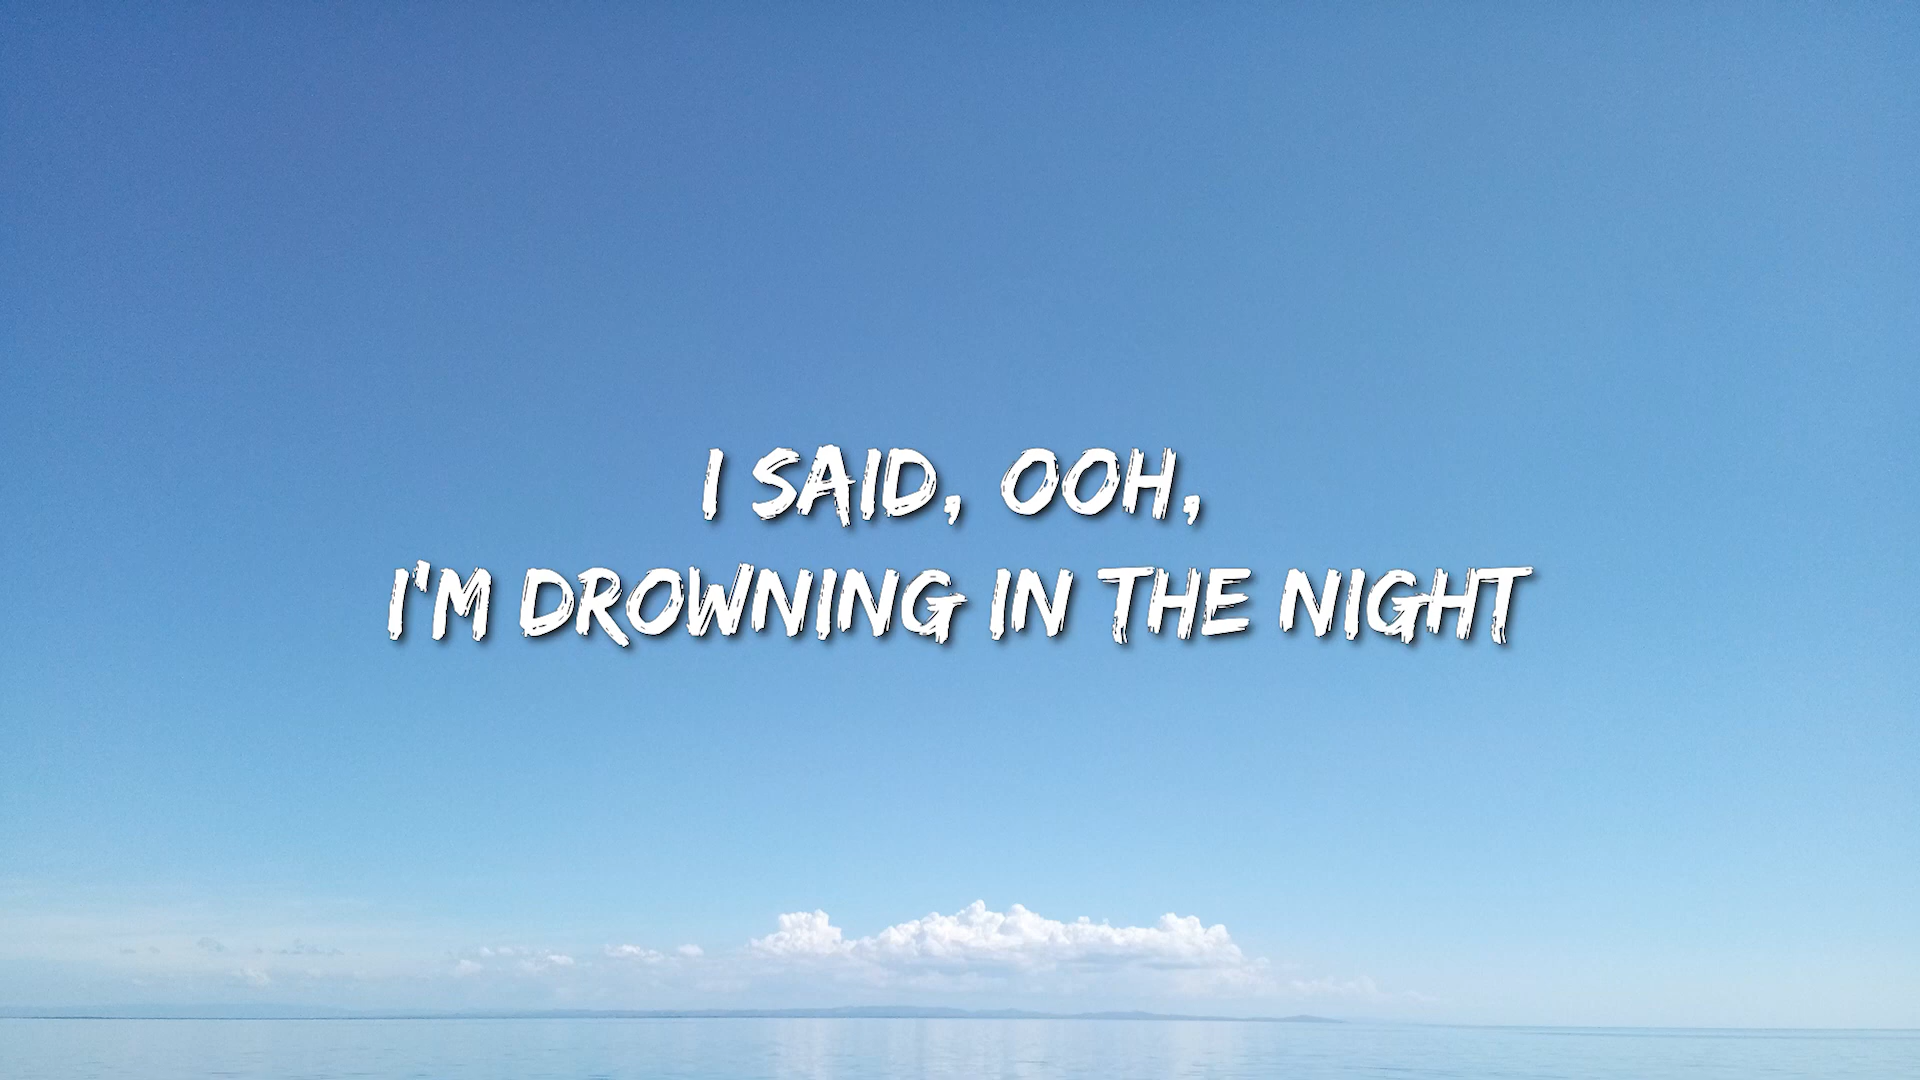 I SAID, OOH,
I'M DROWNING IN THE NIGHT